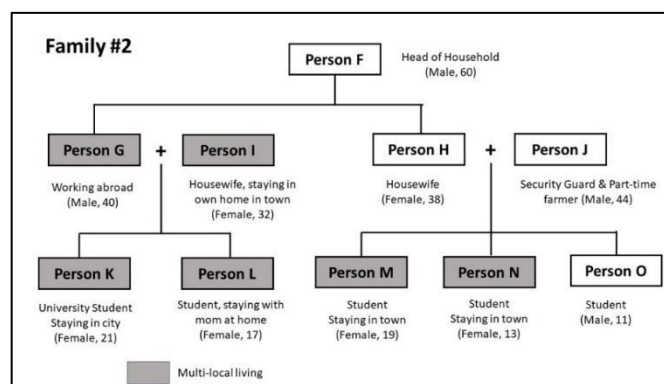 Family #2
Person F
Head of Household
(Male, 60)
Person G
+
Person I
Person H
+
Person J
Working abroad
(Male, 40)
Housewife, staying in
own home in town
(Female, 32)
Housewife
(Female, 38)
Security Guard & Part-time
farmer (Male, 44)
Person K
Person L
Person M
Person N
Person O
University Student
Staying in city
(Female, 21)
Student, staying with
mom at home
(Female, 17)
Student
Staying in town
(Female, 19)
Student
Staying in town
(Female, 13)
Student
(Male, 11)
Multi-local living